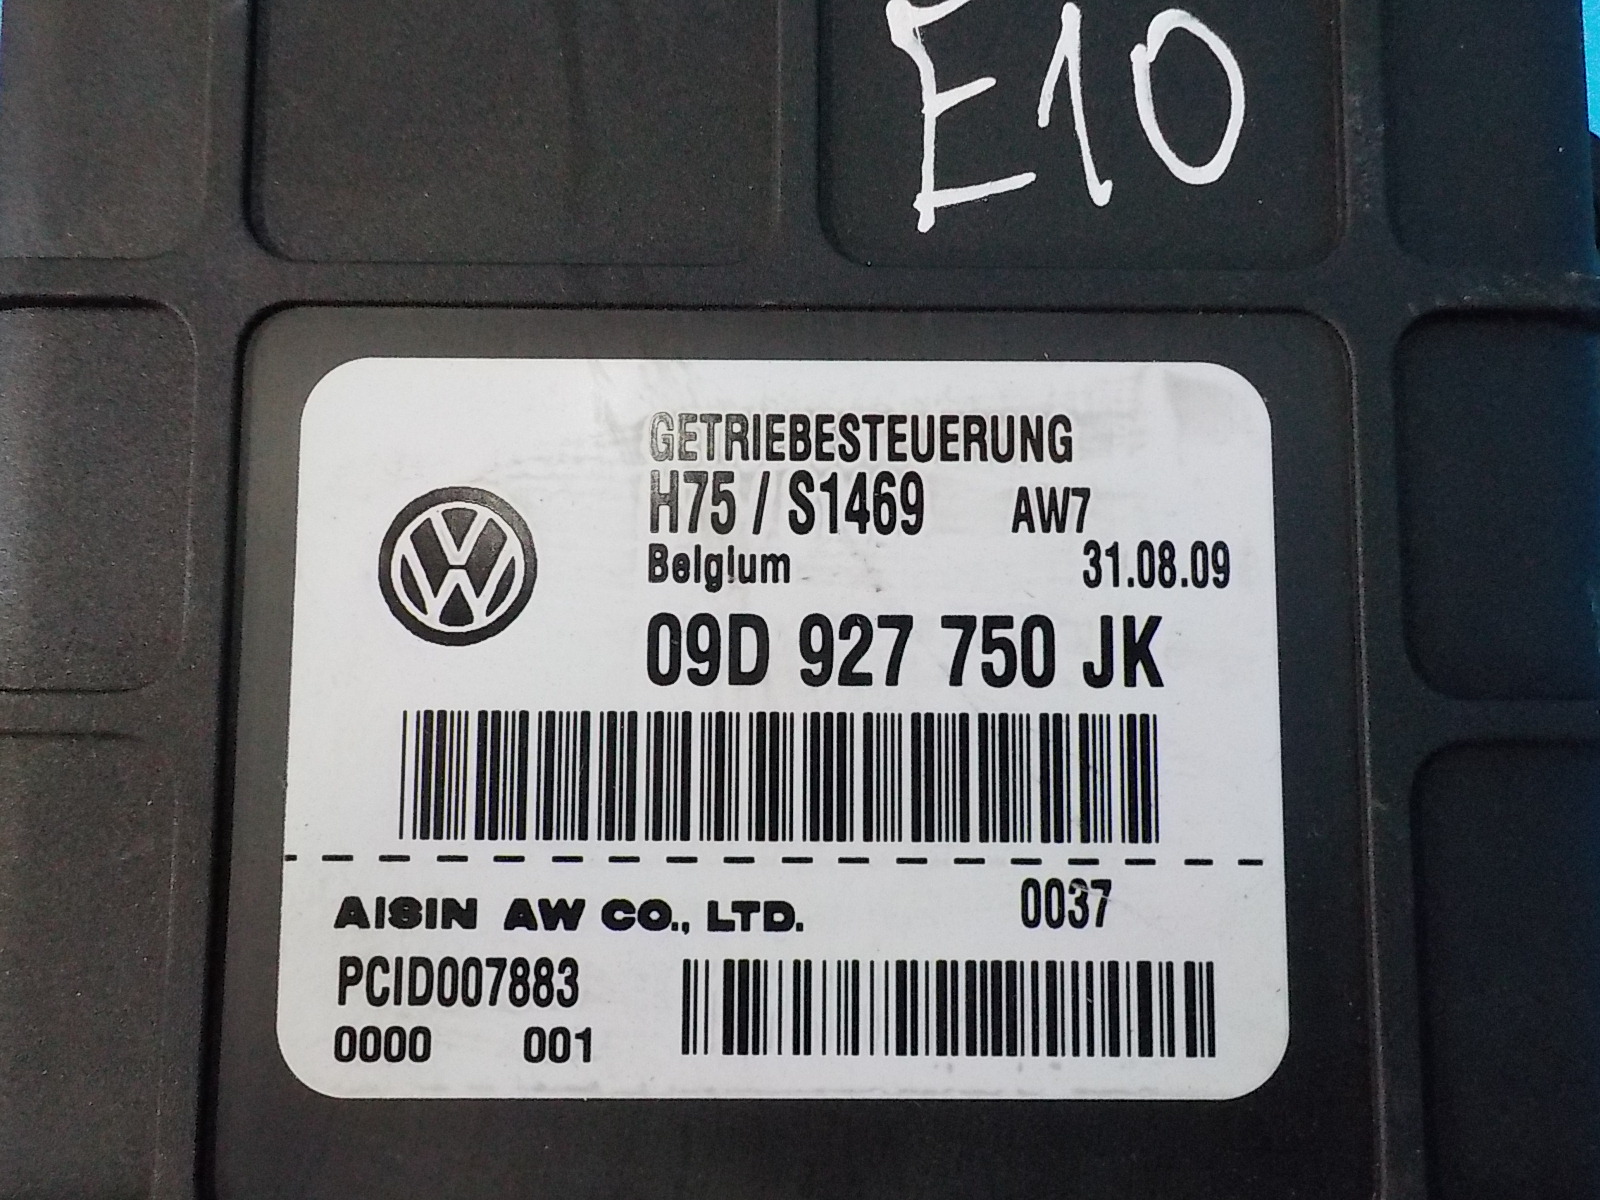 E10
GETRIEBESTEUERUNG
H75 / S1469 AW7
Belgium 31.08.09
09D 927 750 JK
AISIN AW CO., LTD. 0037
PCID007883
0000 001